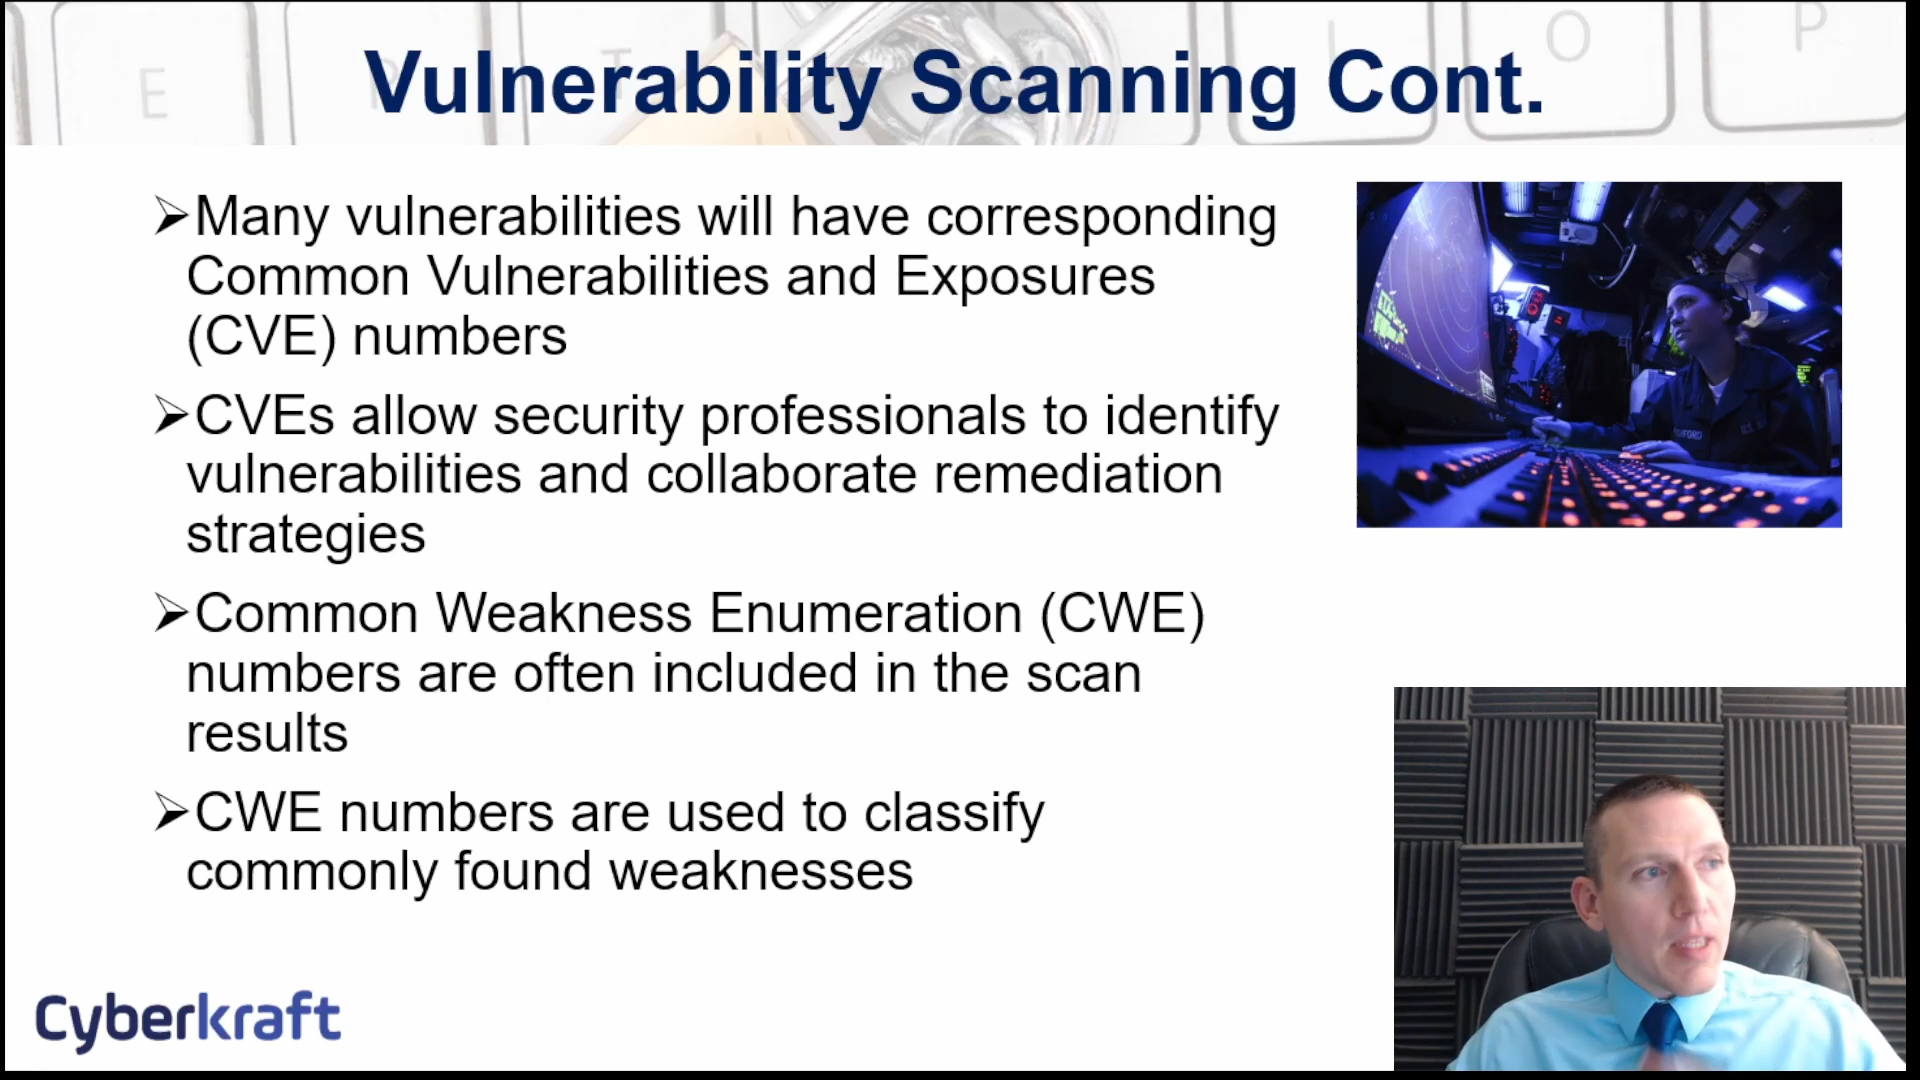 Vulnerability Scanning Cont.
➢Many vulnerabilities will have corresponding
Common Vulnerabilities and Exposures
(CVE) numbers
➢CVEs allow security professionals to identify
vulnerabilities and collaborate remediation
strategies
➢Common Weakness Enumeration (CWE)
numbers are often included in the scan
results
➢CWE numbers are used to classify
commonly found weaknesses
Cyberkraft
E
R
T
I
O
P